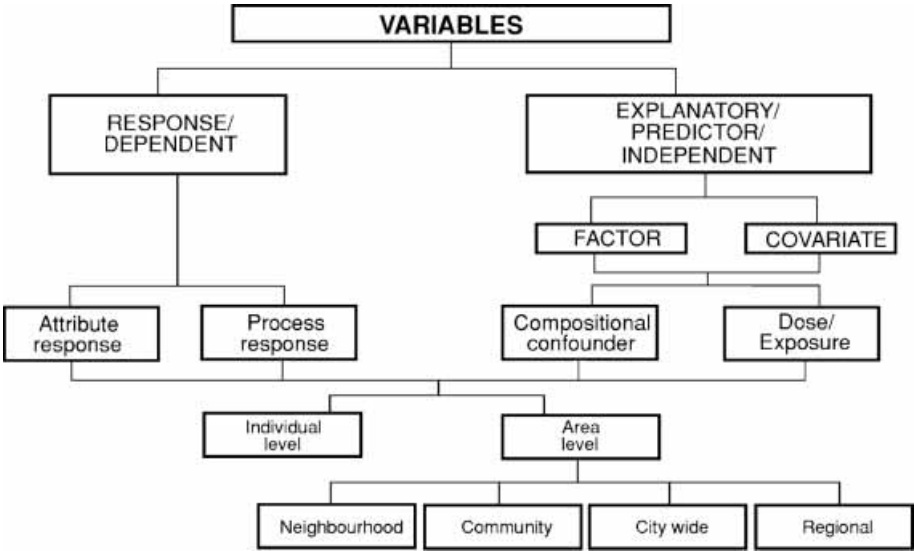 VARIABLES
RESPONSE/
DEPENDENT
EXPLANATORY/
PREDICTOR/
INDEPENDENT
FACTOR
COVARIATE
Attribute
response
Process
response
Compositional
confounder
Dose/
Exposure
Individual
level
Area
level
Neighbourhood
Community
City wide
Regional